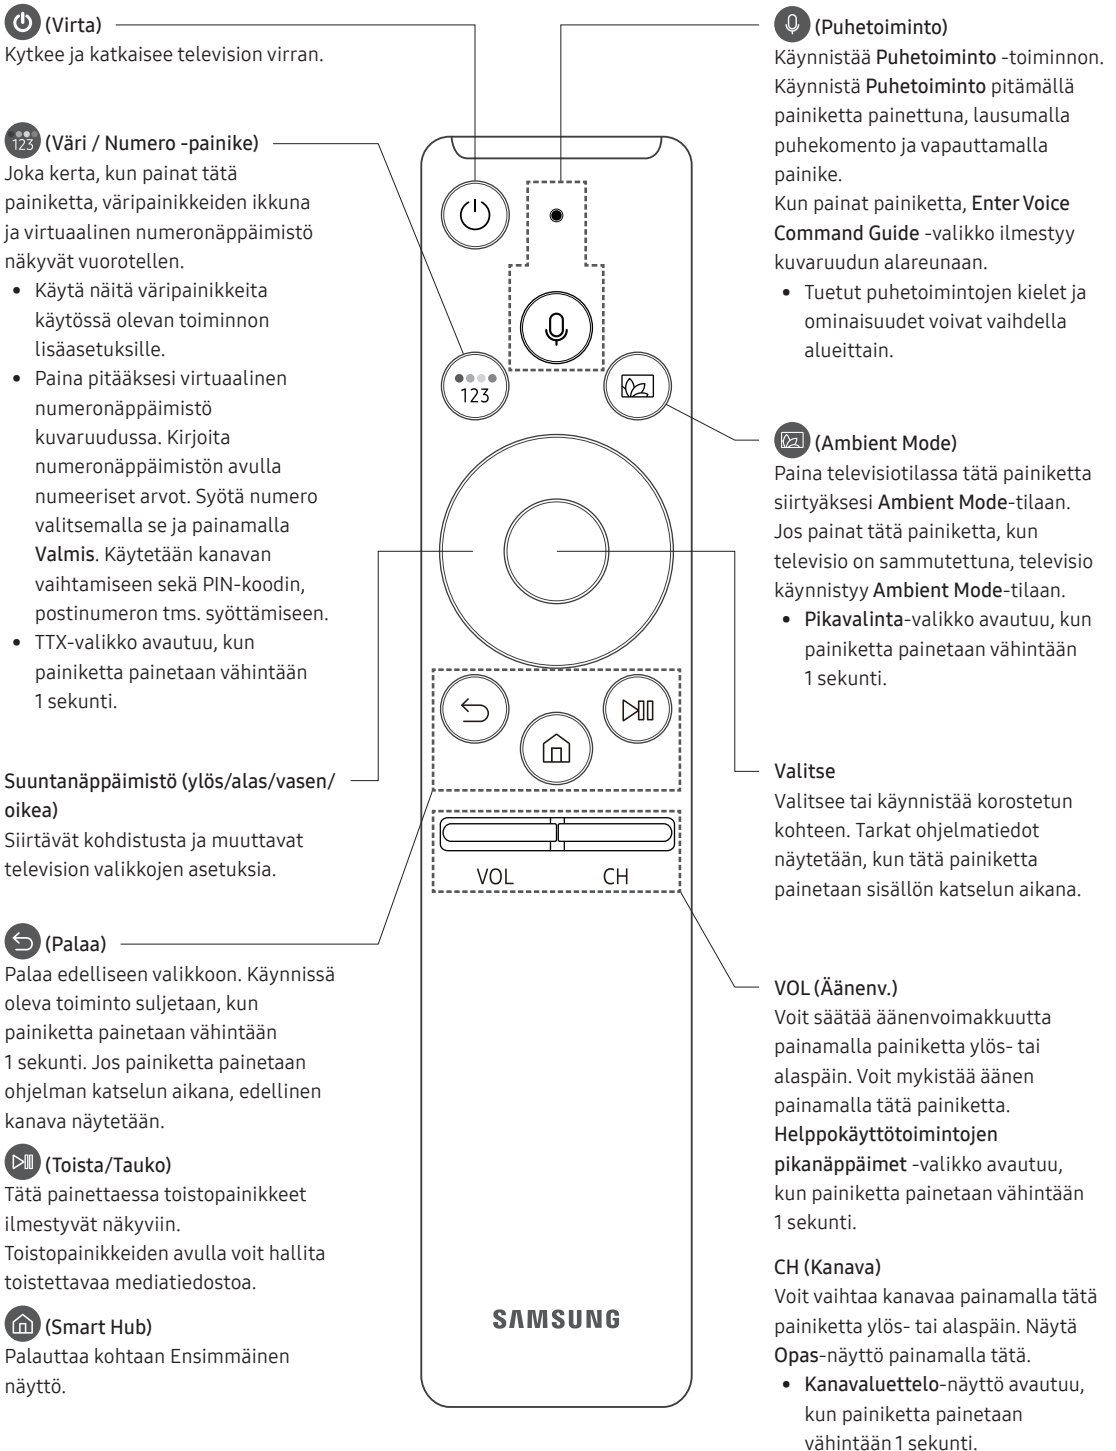 (Virta)
Kytkee ja katkaisee television virran.
123 (Väri / Numero -painike)
Joka kerta, kun painat tätä
painiketta, väripainikkeiden ikkuna
ja virtuaalinen numeronäppäimistö
näkyvät vuorotellen.
• Käytä näitä väripainikkeita
käytössä olevan toiminnon
lisäasetuksille.
• Paina pitääksesi virtuaalinen
numeronäppäimistö
kuvaruudussa. Kirjoita
numeronäppäimistön avulla
numeeriset arvot. Syötä numero
valitsemalla se ja painamalla
Valmis. Käytetään kanavan
vaihtamiseen sekä PIN-koodin,
postinumeron tms. syöttämiseen.
• TTX-valikko avautuu, kun
painiketta painetaan vähintään
1 sekunti.
Suuntanäppäimistö (ylös/alas/vasen/
oikea)
Siirtävät kohdistusta ja muuttavat
television valikkojen asetuksia.
(Palaa)
Palaa edelliseen valikkoon. Käynnissä
oleva toiminto suljetaan, kun
painiketta painetaan vähintään
1 sekunti. Jos painiketta painetaan
ohjelman katselun aikana, edellinen
kanava näytetään.
(Toista/Tauko)
Tätä painettaessa toistopainikkeet
ilmestyvät näkyviin.
Toistopainikkeiden avulla voit hallita
toistettavaa mediatiedostoa.
(Smart Hub)
Palauttaa kohtaan Ensimmäinen
näyttö.
123
VOL
CH
SAMSUNG
(Puhetoiminto)
Käynnistää Puhetoiminto -toiminnon.
Käynnistä Puhetoiminto pitämällä
painiketta painettuna, lausumalla
puhekomento ja vapauttamalla
painike.
Kun painat painiketta, Enter Voice
Command Guide -valikko ilmestyy
kuvaruudun alareunaan.
• Tuetut puhetoimintojen kielet ja
ominaisuudet voivat vaihdella
alueittain.
(Ambient Mode)
Paina televisiotilassa tätä painiketta
siirtyäksesi Ambient Mode-tilaan.
Jos painat tätä painiketta, kun
televisio on sammutettuna, televisio
käynnistyy Ambient Mode-tilaan.
• Pikavalinta-valikko avautuu, kun
painiketta painetaan vähintään
1 sekunti.
Valitse
Valitsee tai käynnistää korostetun
kohteen. Tarkat ohjelmatiedot
näytetään, kun tätä painiketta
painetaan sisällön katselun aikana.
VOL (Äänenv.)
Voit säätää äänenvoimakkuutta
painamalla painiketta ylös- tai
alaspäin. Voit mykistää äänen
painamalla tätä painiketta.
Helppokäyttötoimintojen
pikanäppäimet -valikko avautuu,
kun painiketta painetaan vähintään
1 sekunti.
CH (Kanava)
Voit vaihtaa kanavaa painamalla tätä
painiketta ylös- tai alaspäin. Näytä
Opas-näyttö painamalla tätä.
• Kanavaluettelo-näyttö avautuu,
kun painiketta painetaan
vähintään 1 sekunti.